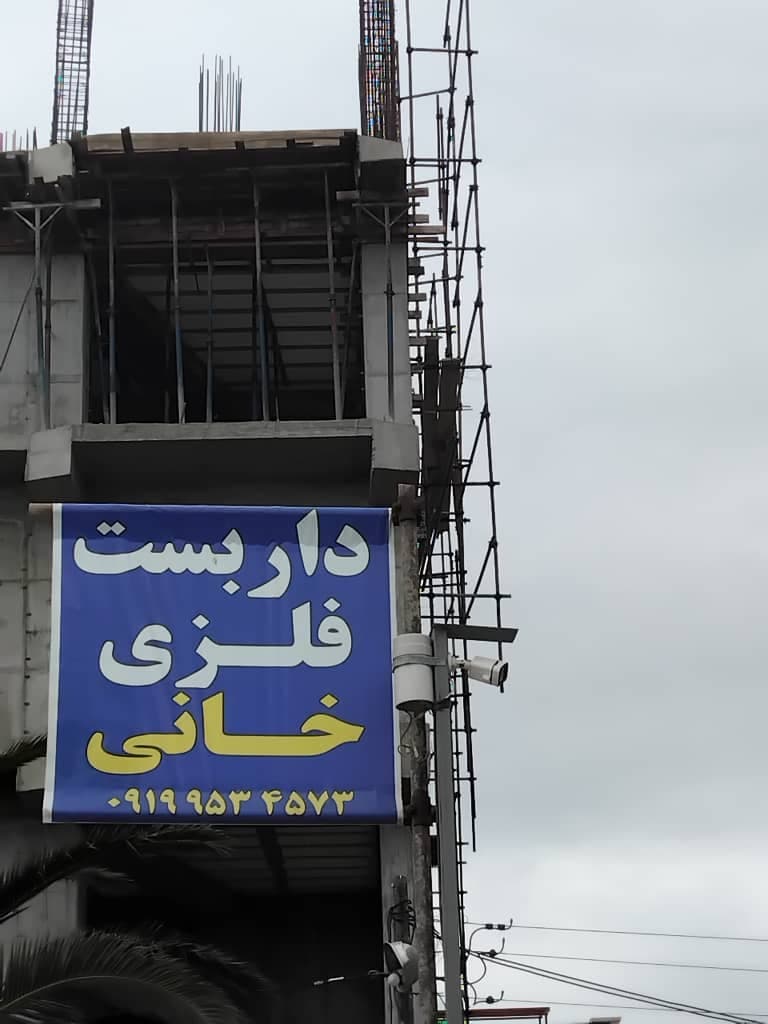 داربست
فلزی
خانی
۰۹۱۹ ۹۵۳ ۴۵۷۳